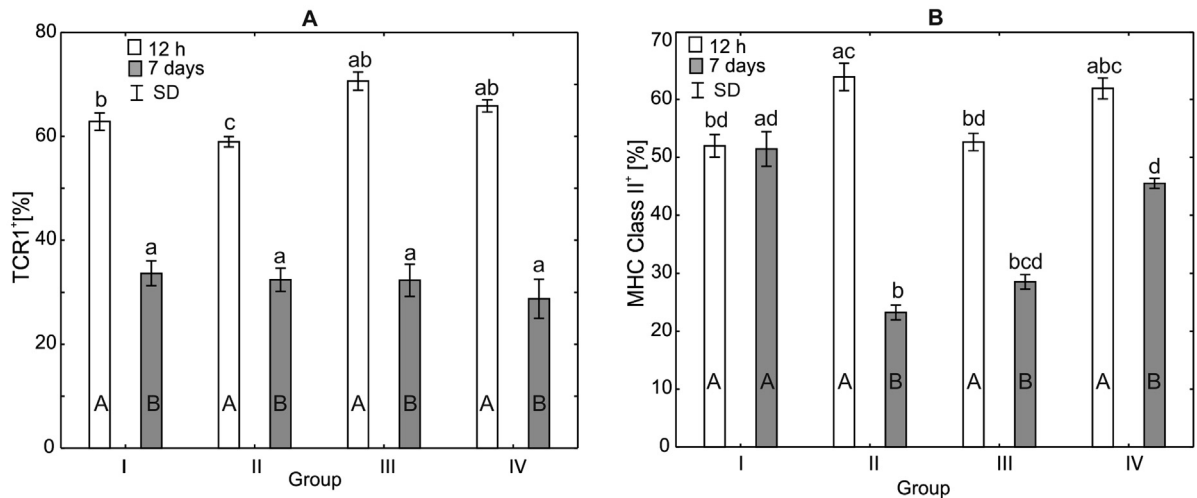 A
80
60
40
20
0
TCR1+[%]
12 h
7 days
SD
b
a
c
a
ab
a
ab
a
A
B
A
B
A
B
A
B
I
II
III
IV
Group
B
70
60
50
40
30
20
10
0
MHC Class II+ [%]
12 h
7 days
SD
bd
ad
ac
b
bd
bcd
abc
d
A
A
A
B
A
B
A
B
I
II
III
IV
Group